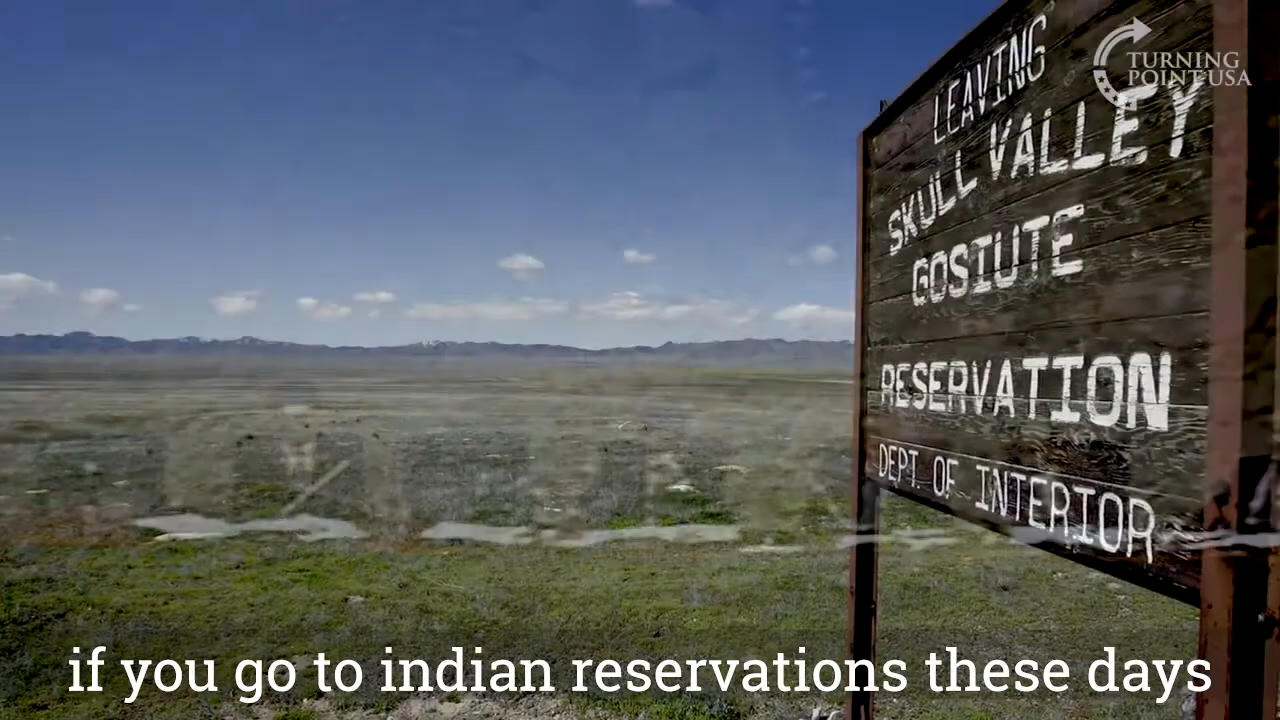 TURNING
POINT USA
LEAVING
SKULL VALLEY
GOSIUTE
RESERVATION
DEPT. OF INTERIOR
if you go to indian reservations these days